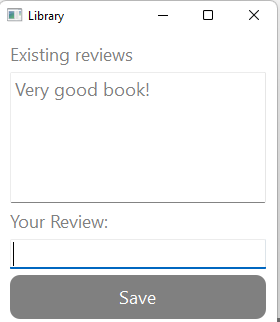 Library
Existing reviews
Very good book!
Your Review:
Save